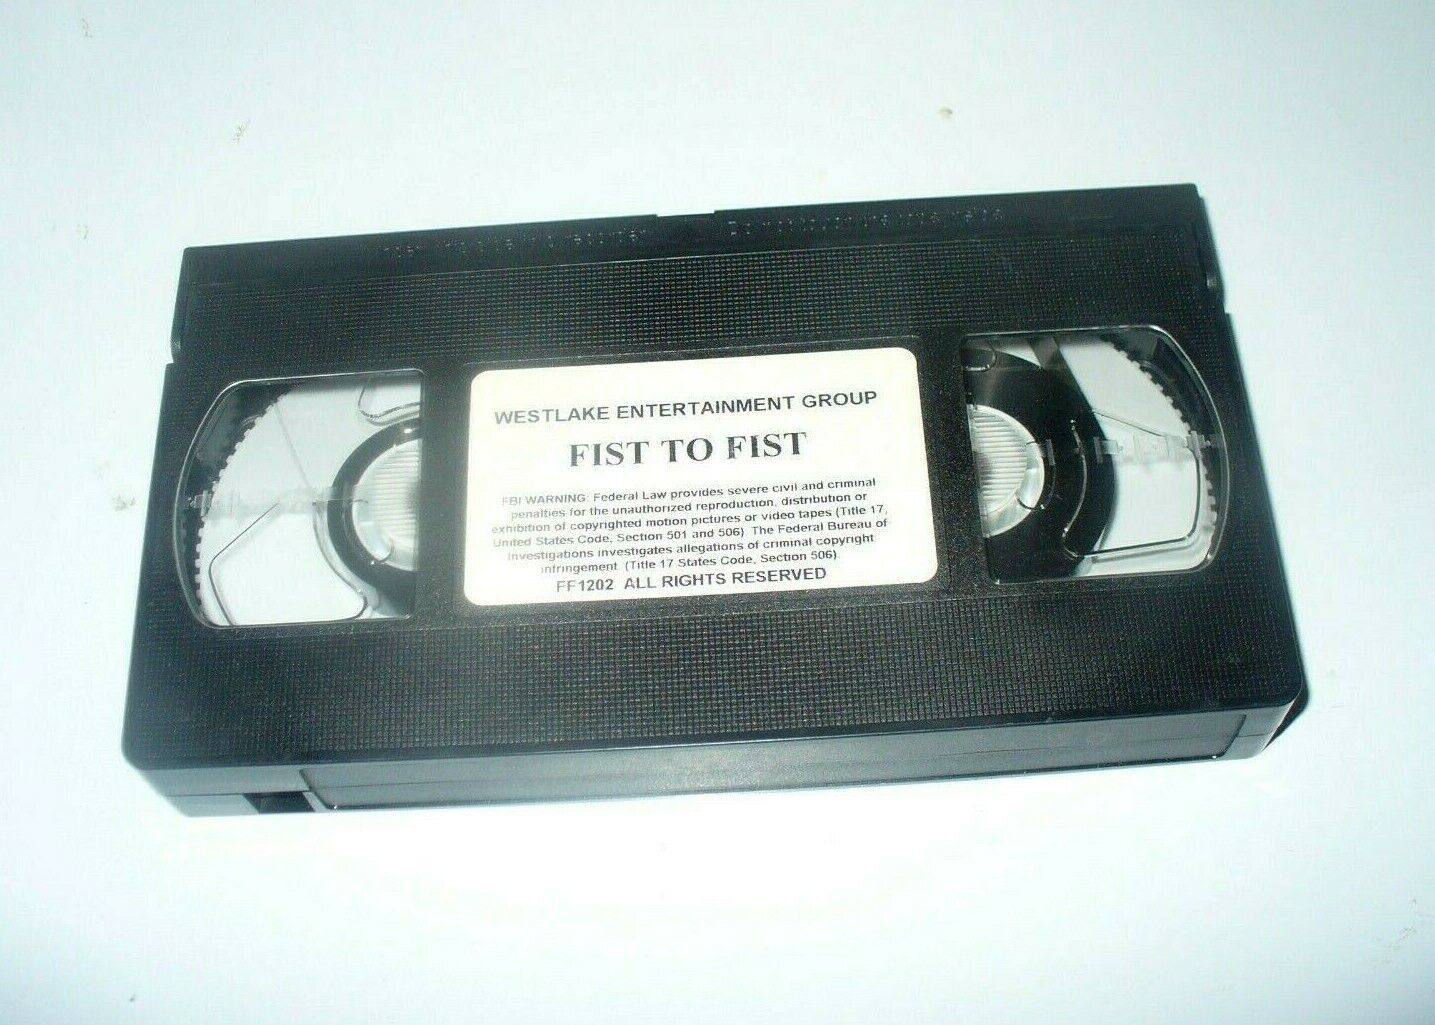 WESTLAKE ENTERTAINMENT GROUP
FIST TO FIST
FBI WARNING: Federal Law provides severe civil and criminal
penalties for the unauthorized reproduction, distribution or
exhibition of copyrighted motion pictures or video tapes (Title 17,
United States Code, Section 501 and 506). The Federal Bureau of
Investigations investigates allegations of criminal copyright
infringement (Title 17 States Code, Section 506).
FF1202 ALL RIGHTS RESERVED